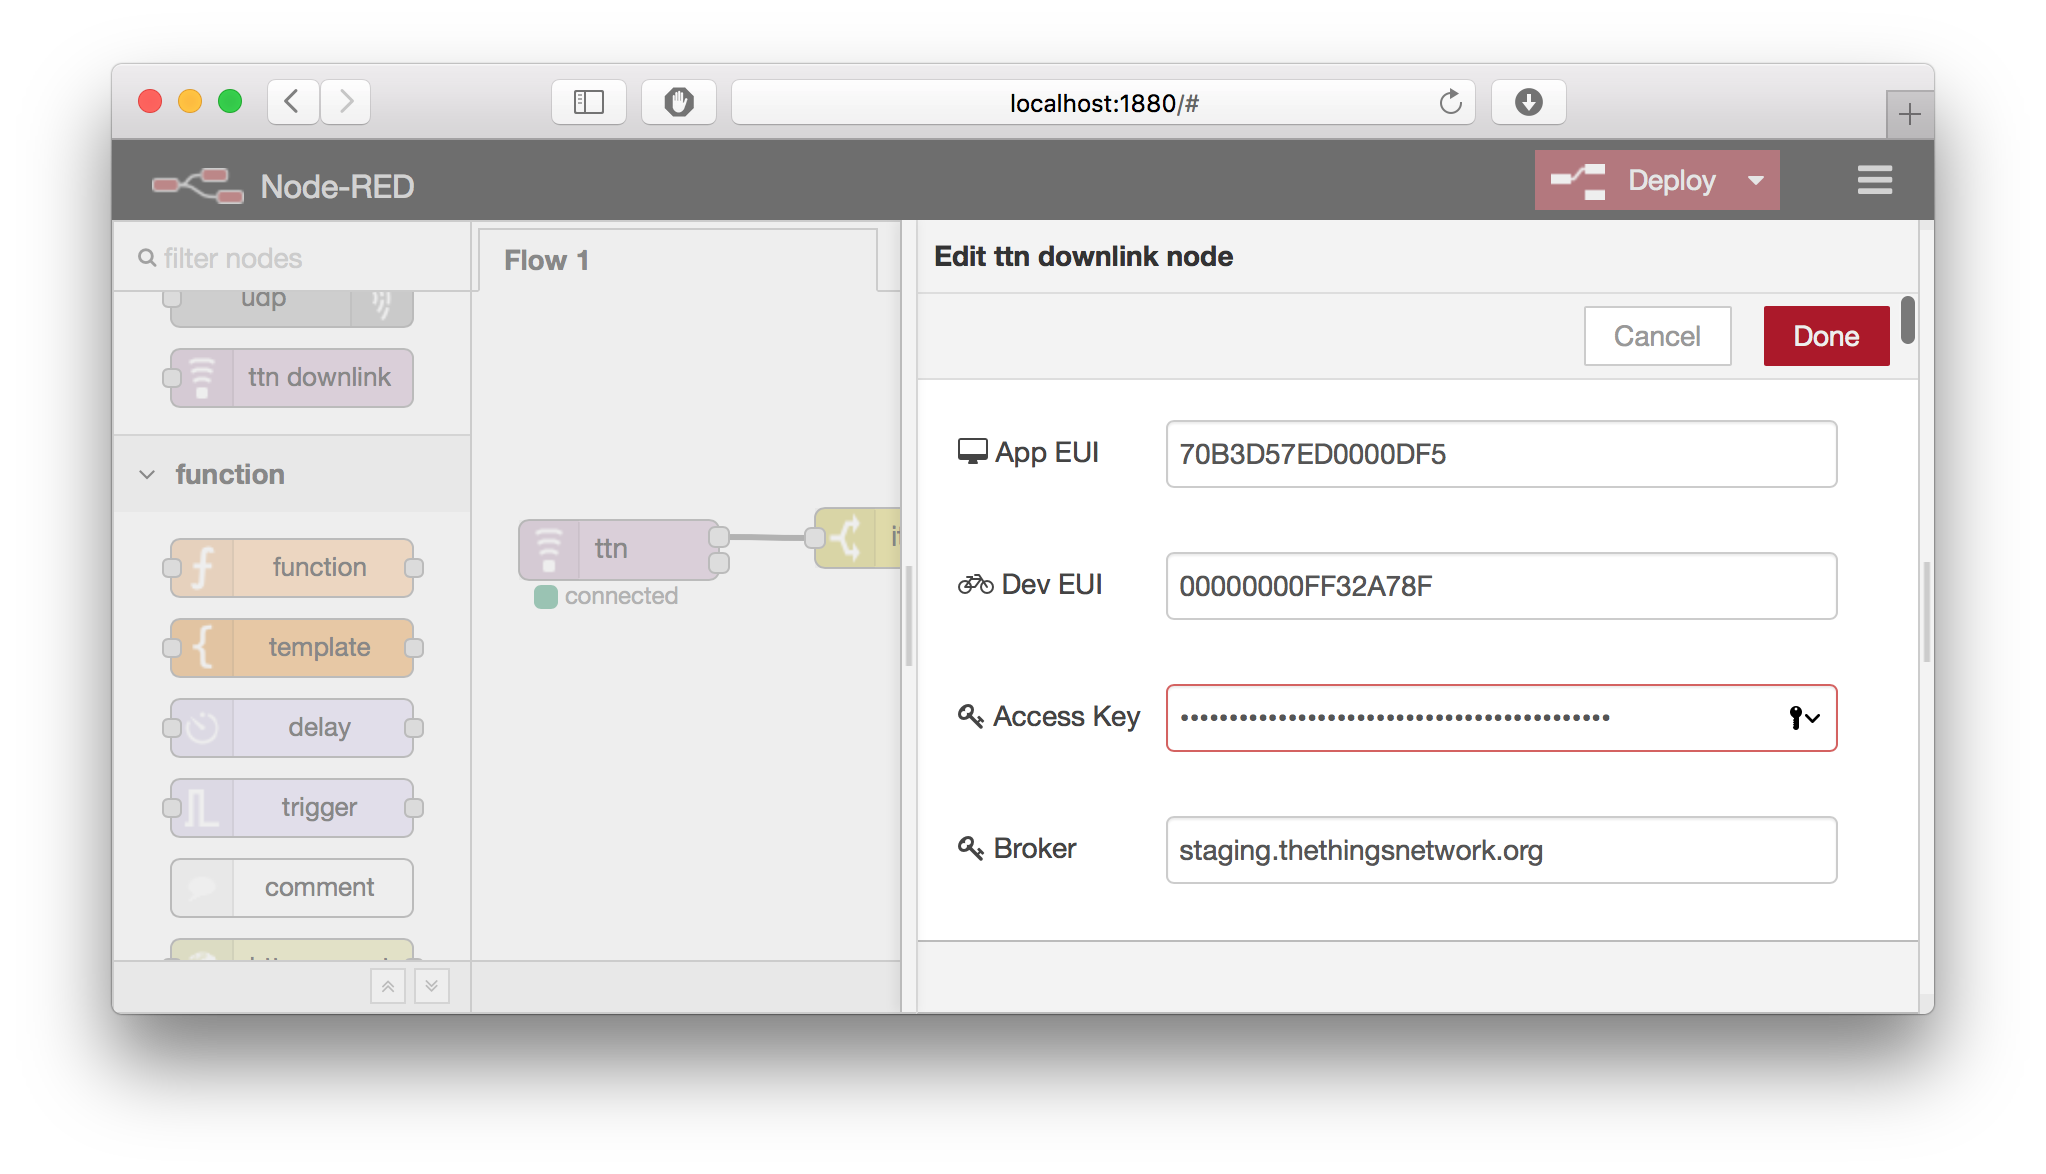 localhost:1880/#
Node-RED
Deploy
filter nodes
Flow 1
Edit ttn downlink node
udp
Cancel
Done
ttn downlink
App EUI
70B3D57ED0000DF5
function
ttn
connected
Dev EUI
00000000FF32A78F
function
template
Access Key
delay
trigger
Broker
staging.thethingsnetwork.org
comment